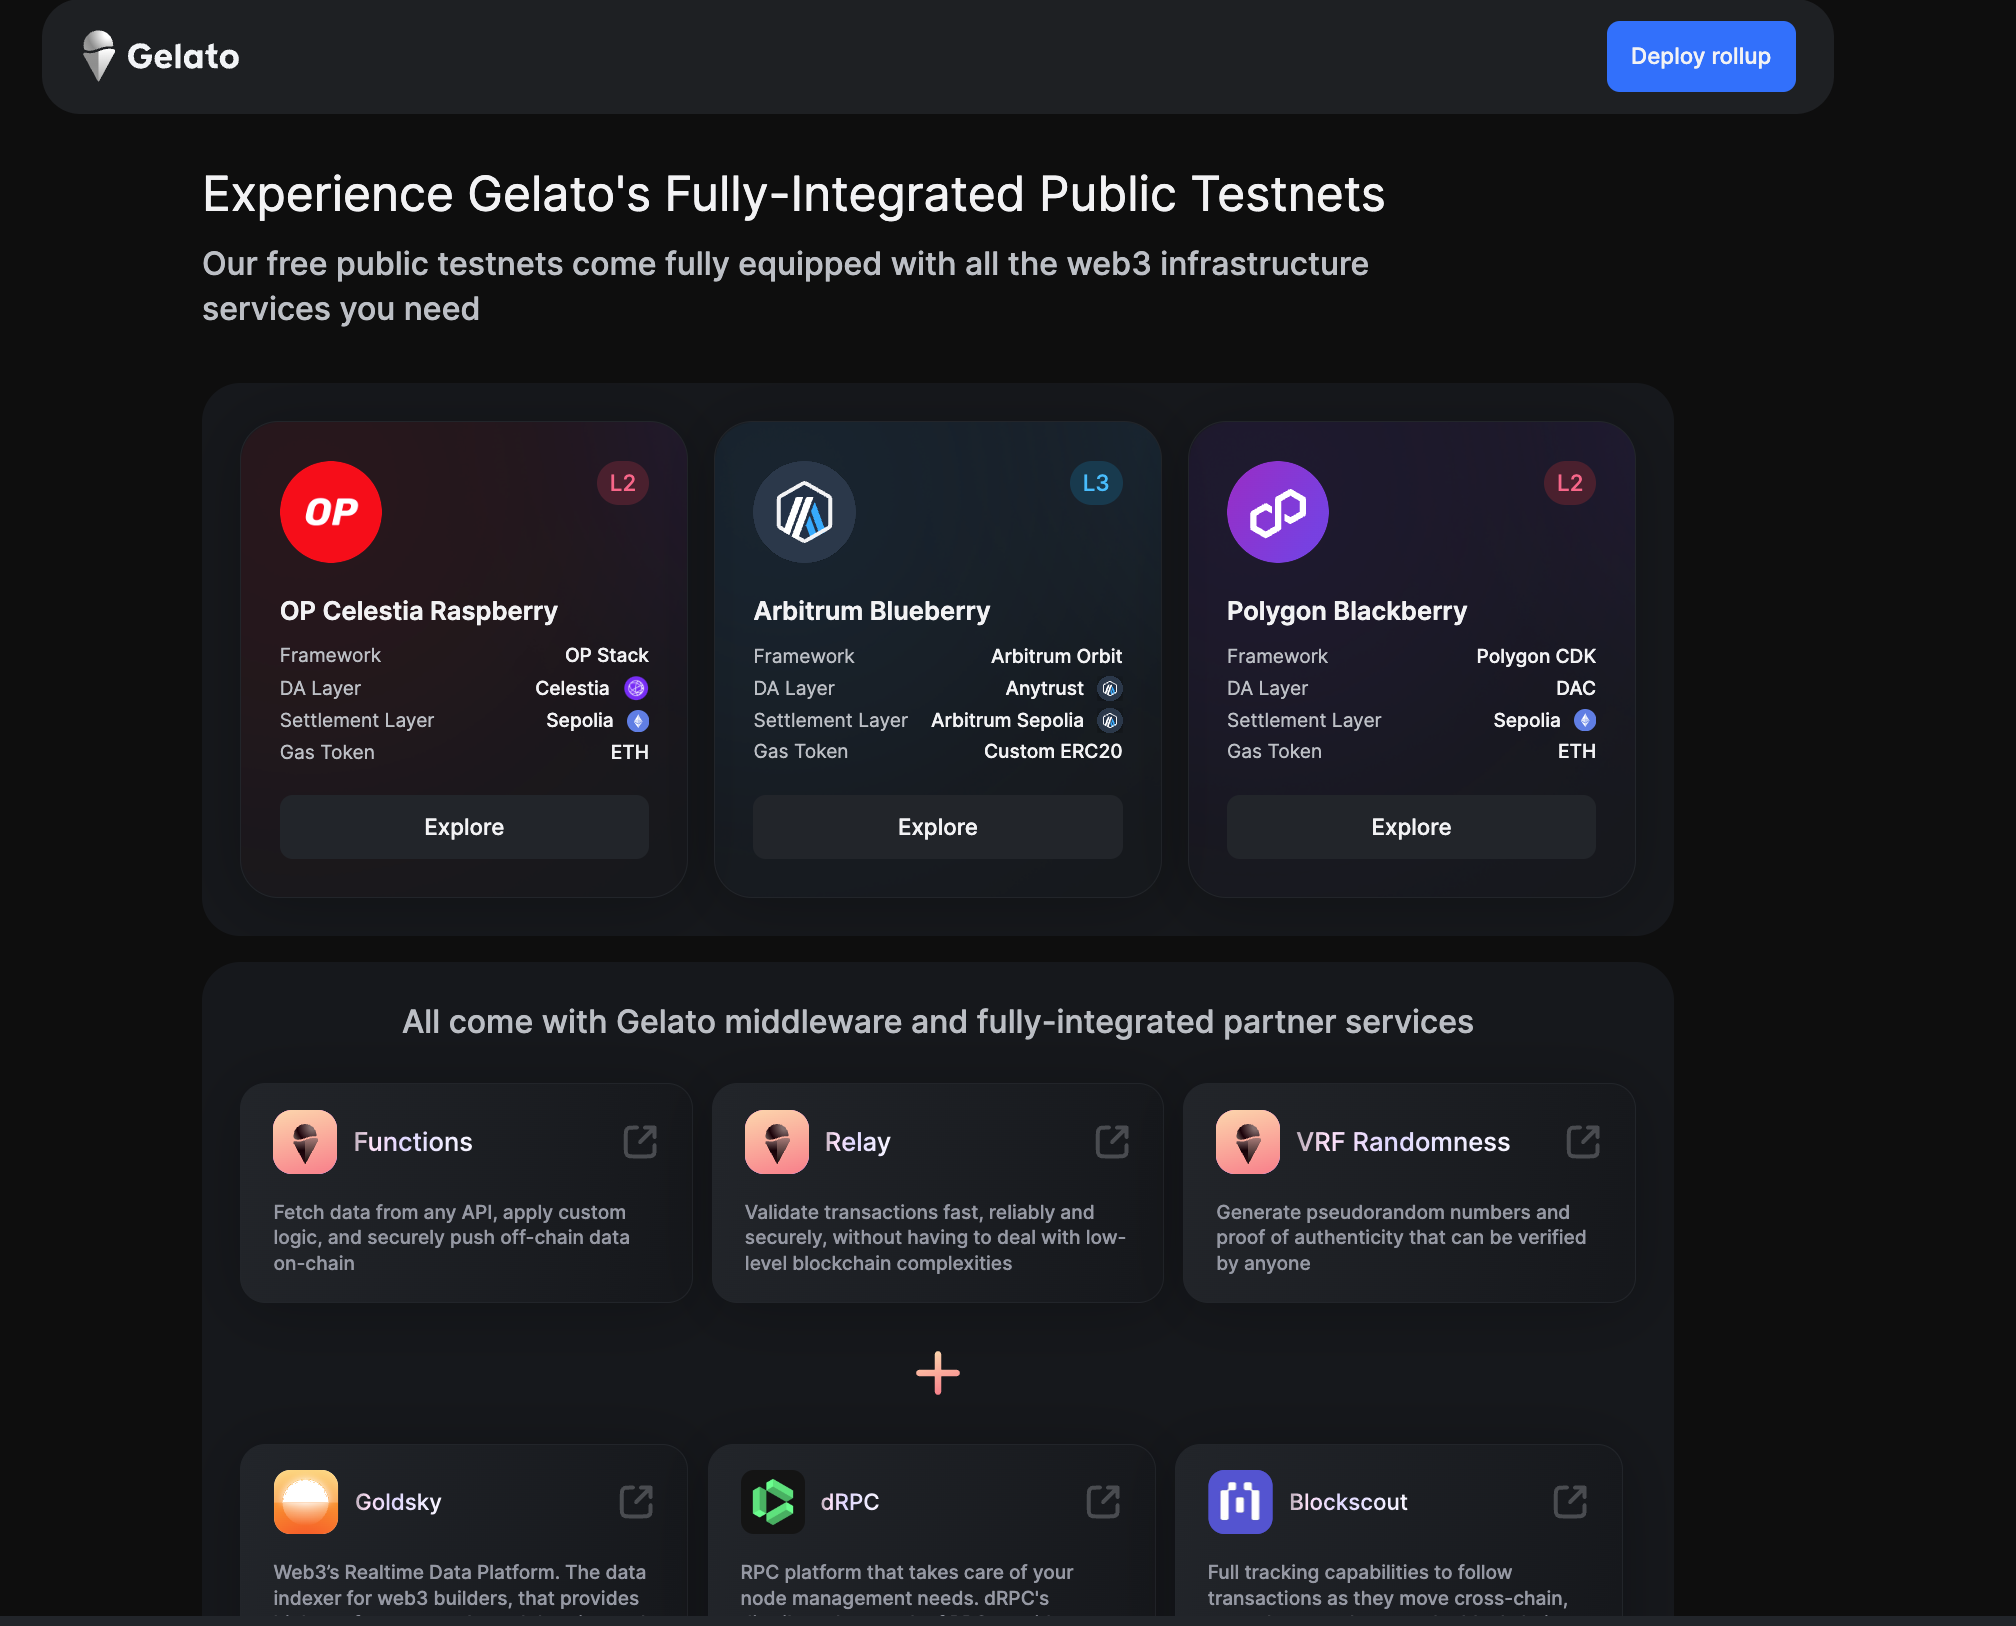 Gelato
Deploy rollup
Experience Gelato's Fully-Integrated Public Testnets
Our free public testnets come fully equipped with all the web3 infrastructure
services you need
OP
L2
OP Celestia Raspberry
Framework OP Stack
DA Layer Celestia
Settlement Layer Sepolia
Gas Token ETH
Explore
L3
Arbitrum Blueberry
Framework Arbitrum Orbit
DA Layer Anytrust
Settlement Layer Arbitrum Sepolia
Gas Token Custom ERC20
Explore
L2
Polygon Blackberry
Framework Polygon CDK
DA Layer DAC
Settlement Layer Sepolia
Gas Token ETH
Explore
All come with Gelato middleware and fully-integrated partner services
Functions
Fetch data from any API, apply custom
logic, and securely push off-chain data
on-chain
Relay
Validate transactions fast, reliably and
securely, without having to deal with low-
level blockchain complexities
VRF Randomness
Generate pseudorandom numbers and
proof of authenticity that can be verified
by anyone
Goldsky
Web3’s Realtime Data Platform. The data
indexer for web3 builders, that provides
dRPC
RPC platform that takes care of your
node management needs. dRPC's
Blockscout
Full tracking capabilities to follow
transactions as they move cross-chain,